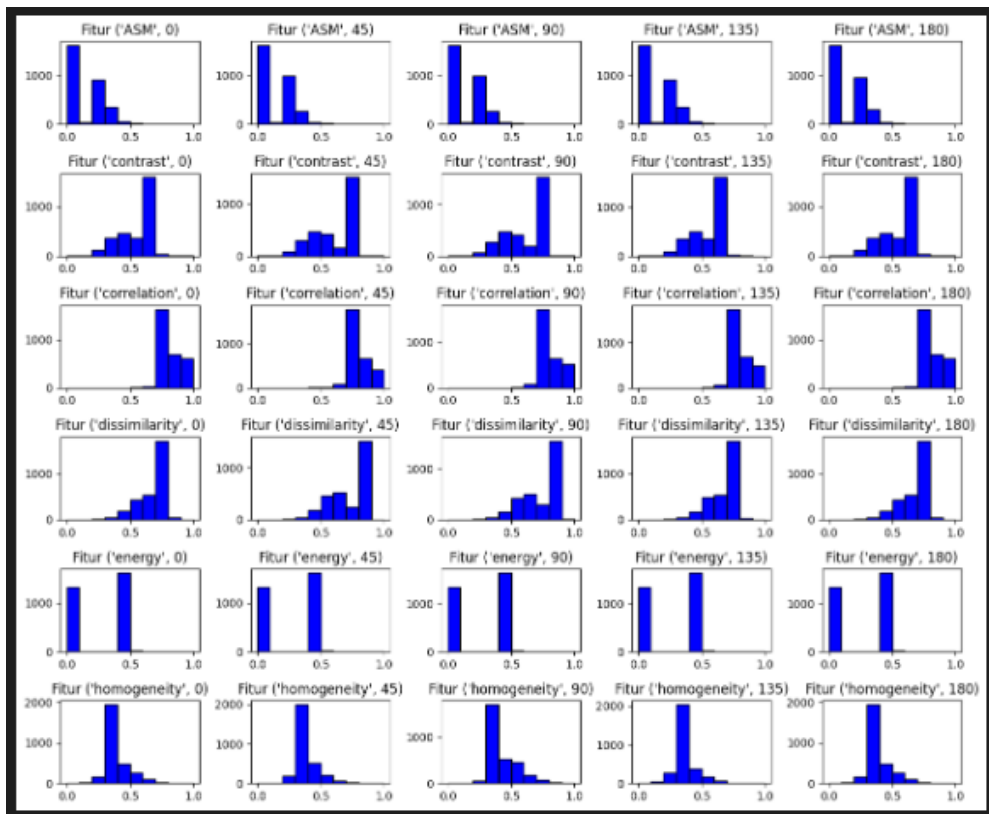 Fitur ('ASM', 0) Fitur ('ASM', 45) Fitur ('ASM', 90) Fitur ('ASM', 135) Fitur ('ASM', 180)
1000 1000 1000 1000 1000
0 0 0 0 0
0.0 0.5 1.0 0.0 0.5 1.0 0.0 0.5 1.0 0.0 0.5 1.0 0.0 0.5 1.0
Fitur ('contrast', 0) Fitur ('contrast', 45) Fitur ('contrast', 90) Fitur ('contrast', 135) Fitur ('contrast', 180)
1000 1000 1000 1000 1000
0 0 0 0 0
0.0 0.5 1.0 0.0 0.5 1.0 0.0 0.5 1.0 0.0 0.5 1.0 0.0 0.5 1.0
Fitur ('correlation', 0) Fitur ('correlation', 45) Fitur ('correlation', 90) Fitur ('correlation', 135) Fitur ('correlation', 180)
1000 1000 1000 1000 1000
0 0 0 0 0
0.0 0.5 1.0 0.0 0.5 1.0 0.0 0.5 1.0 0.0 0.5 1.0 0.0 0.5 1.0
Fitur ('dissimilarity', 0) Fitur ('dissimilarity', 45) Fitur ('dissimilarity', 90) Fitur ('dissimilarity', 135) Fitur ('dissimilarity', 180)
1000 1000 1000 1000 1000
0 0 0 0 0
0.0 0.5 1.0 0.0 0.5 1.0 0.0 0.5 1.0 0.0 0.5 1.0 0.0 0.5 1.0
Fitur ('energy', 0) Fitur ('energy', 45) Fitur ('energy', 90) Fitur ('energy', 135) Fitur ('energy', 180)
1000 1000 1000 1000 1000
0 0 0 0 0
0.0 0.5 1.0 0.0 0.5 1.0 0.0 0.5 1.0 0.0 0.5 1.0 0.0 0.5 1.0
Fitur ('homogeneity', 0) Fitur ('homogeneity', 45) Fitur ('homogeneity', 90) Fitur ('homogeneity', 135) Fitur ('homogeneity', 180)
2000 2000 2000 2000
1000 1000 1000 1000 1000
0 0 0 0 0
0.0 0.5 1.0 0.0 0.5 1.0 0.0 0.5 1.0 0.0 0.5 1.0 0.0 0.5 1.0